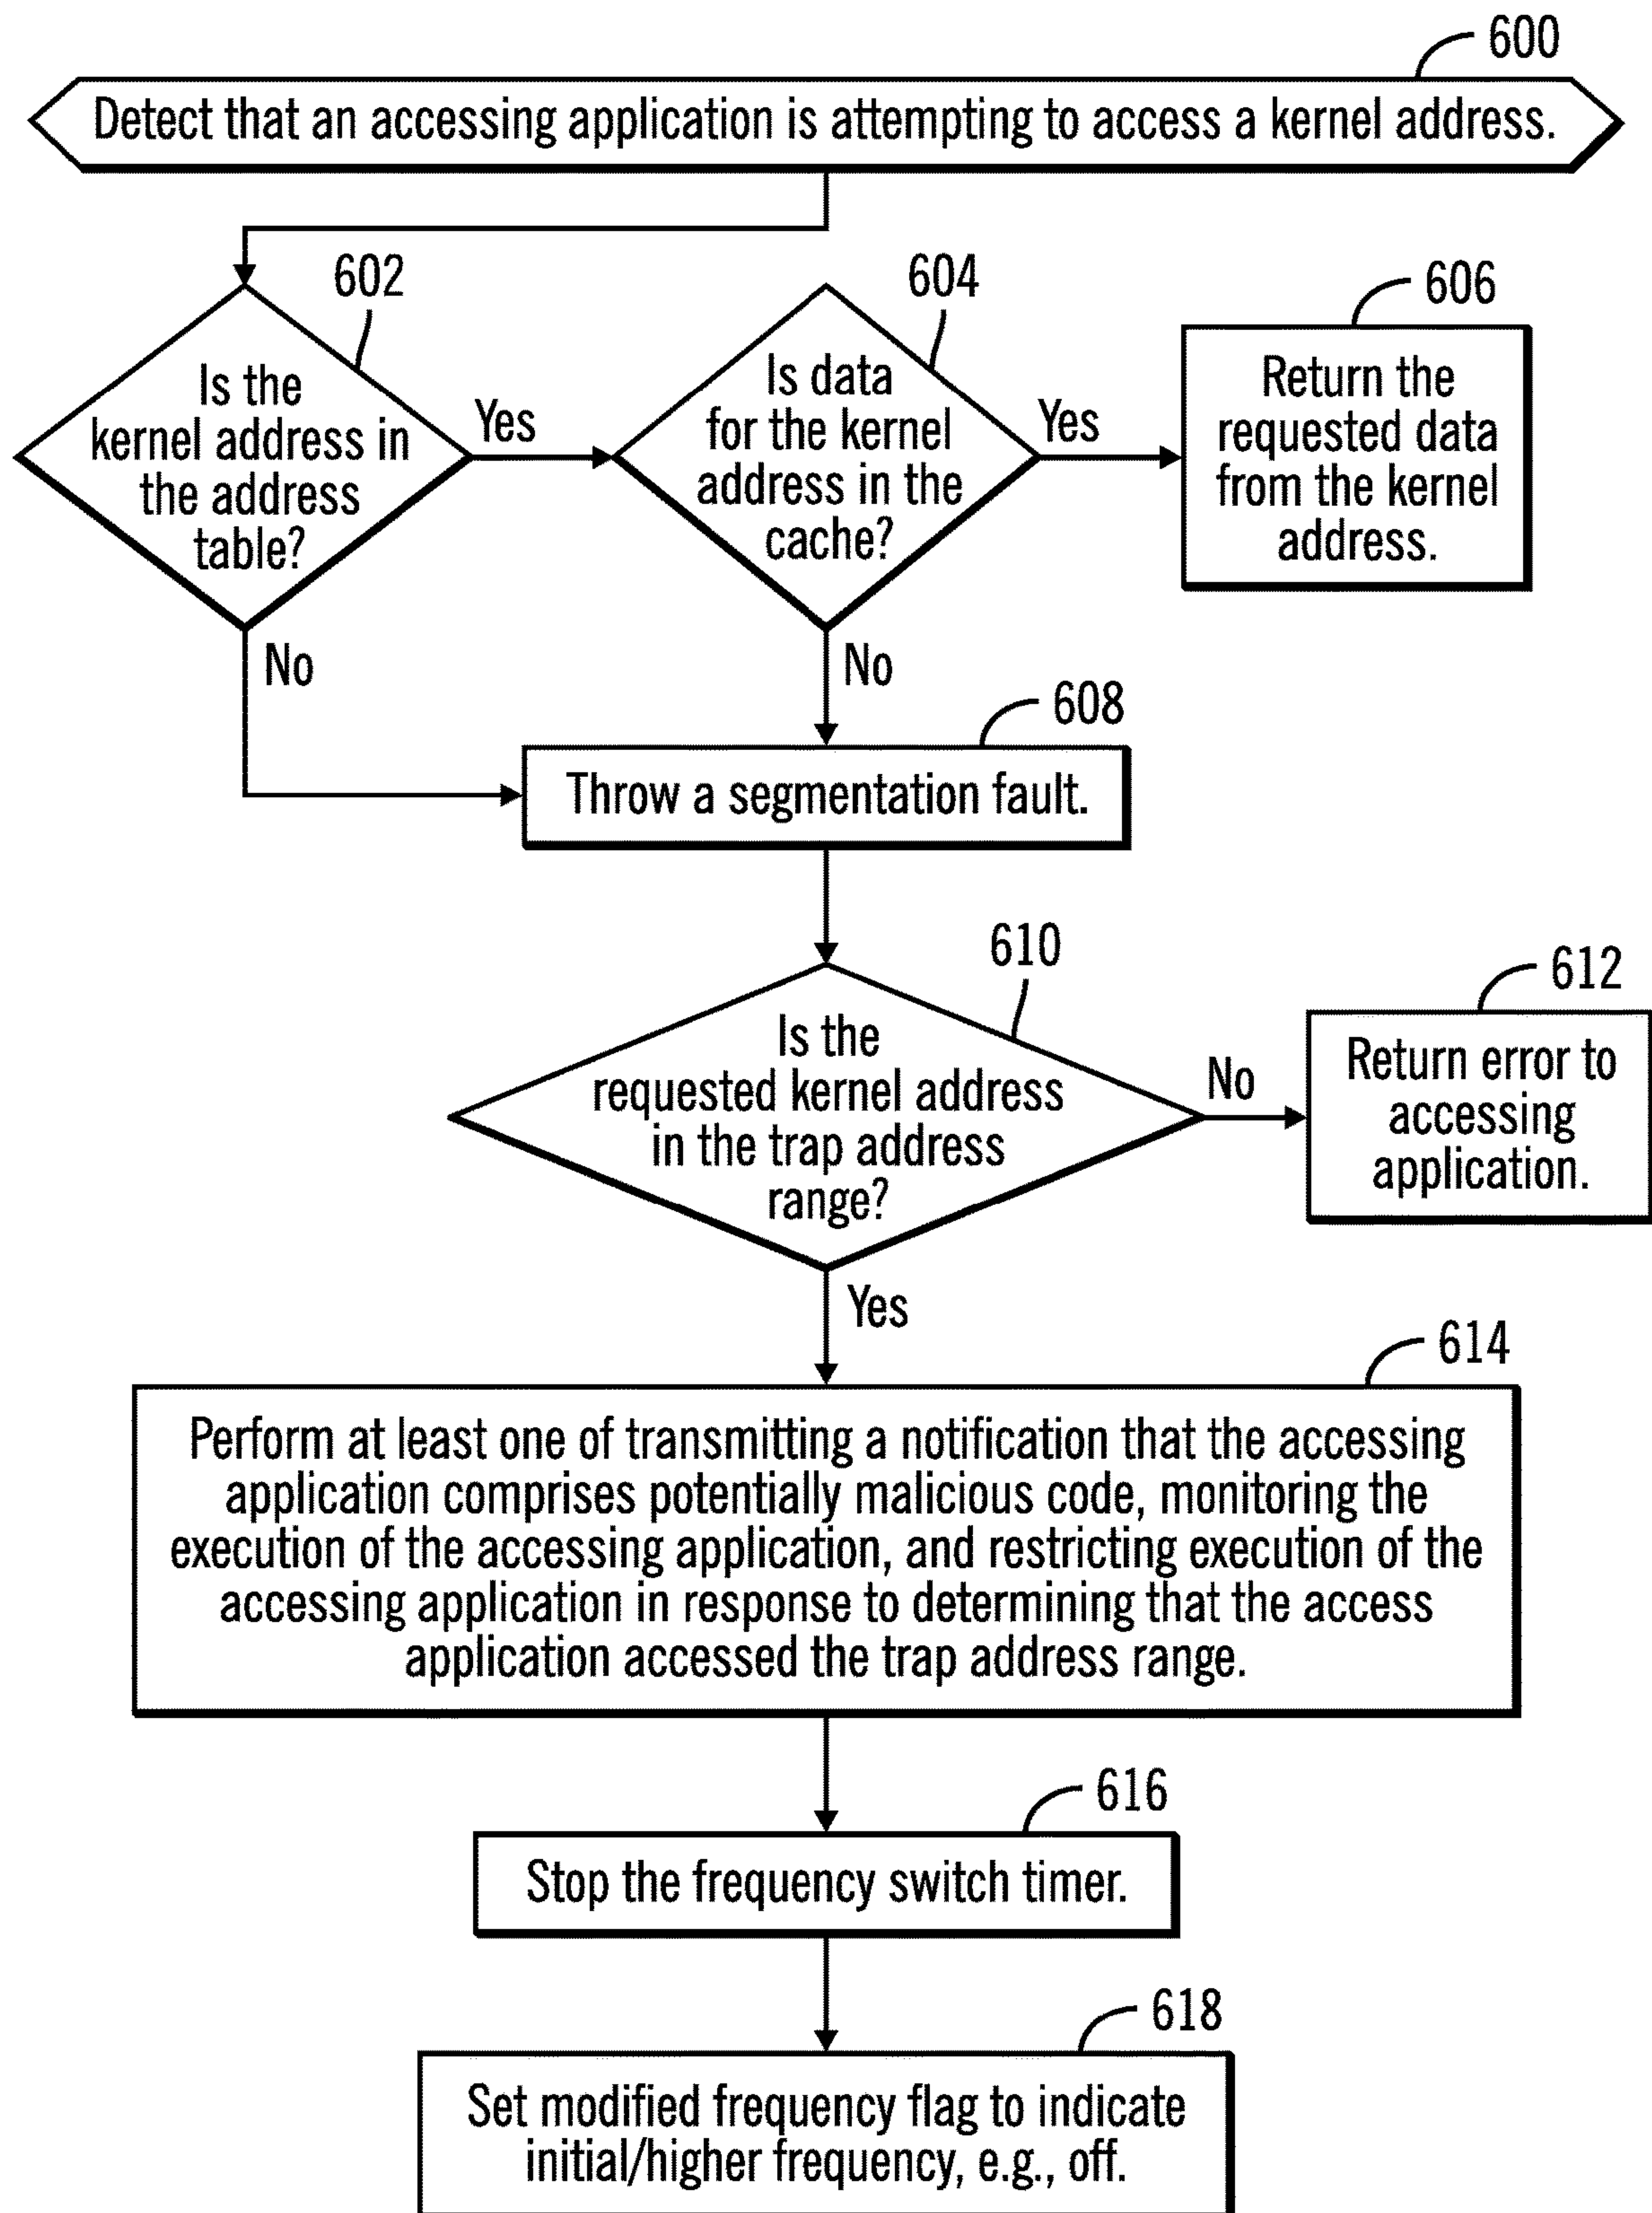 600
Detect that an accessing application is attempting to access a kernel address.
602
Is the
kernel address in
the address
table?
Yes
No
604
Is data
for the kernel
address in the
cache?
Yes
No
606
Return the
requested data
from the kernel
address.
608
Throw a segmentation fault.
610
Is the
requested kernel address
in the trap address
range?
No
Yes
612
Return error to
accessing
application.
614
Perform at least one of transmitting a notification that the accessing
application comprises potentially malicious code, monitoring the
execution of the accessing application, and restricting execution of the
accessing application in response to determining that the access
application accessed the trap address range.
616
Stop the frequency switch timer.
618
Set modified frequency flag to indicate
initial/higher frequency, e.g., off.